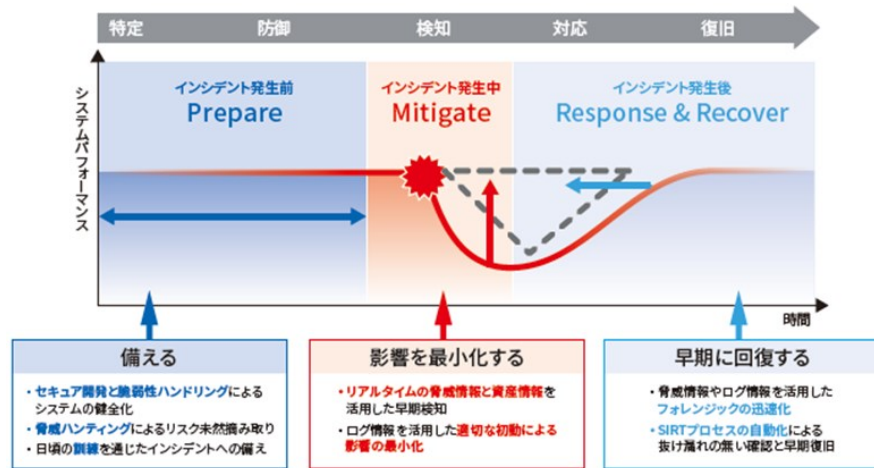 特定 防御 検知 対応 復旧
システムパフォーマンス
インシデント発生前
Prepare
インシデント発生中
Mitigate
インシデント発生後
Response & Recover
時間
備える
・セキュア開発と脆弱性ハンドリングによる
システムの健全化
・脅威ハンティングによるリスク未然摘み取り
・日頃の訓練を通じたインシデントへの備え
影響を最小化する
・リアルタイムの脅威情報と資産情報を
活用した早期検知
・ログ情報を活用した適切な初動による
影響の最小化
早期に回復する
・脅威情報やログ情報を活用した
フォレンジックの迅速化
・SIRTプロセスの自動化による
抜け漏れの無い確認と早期復旧